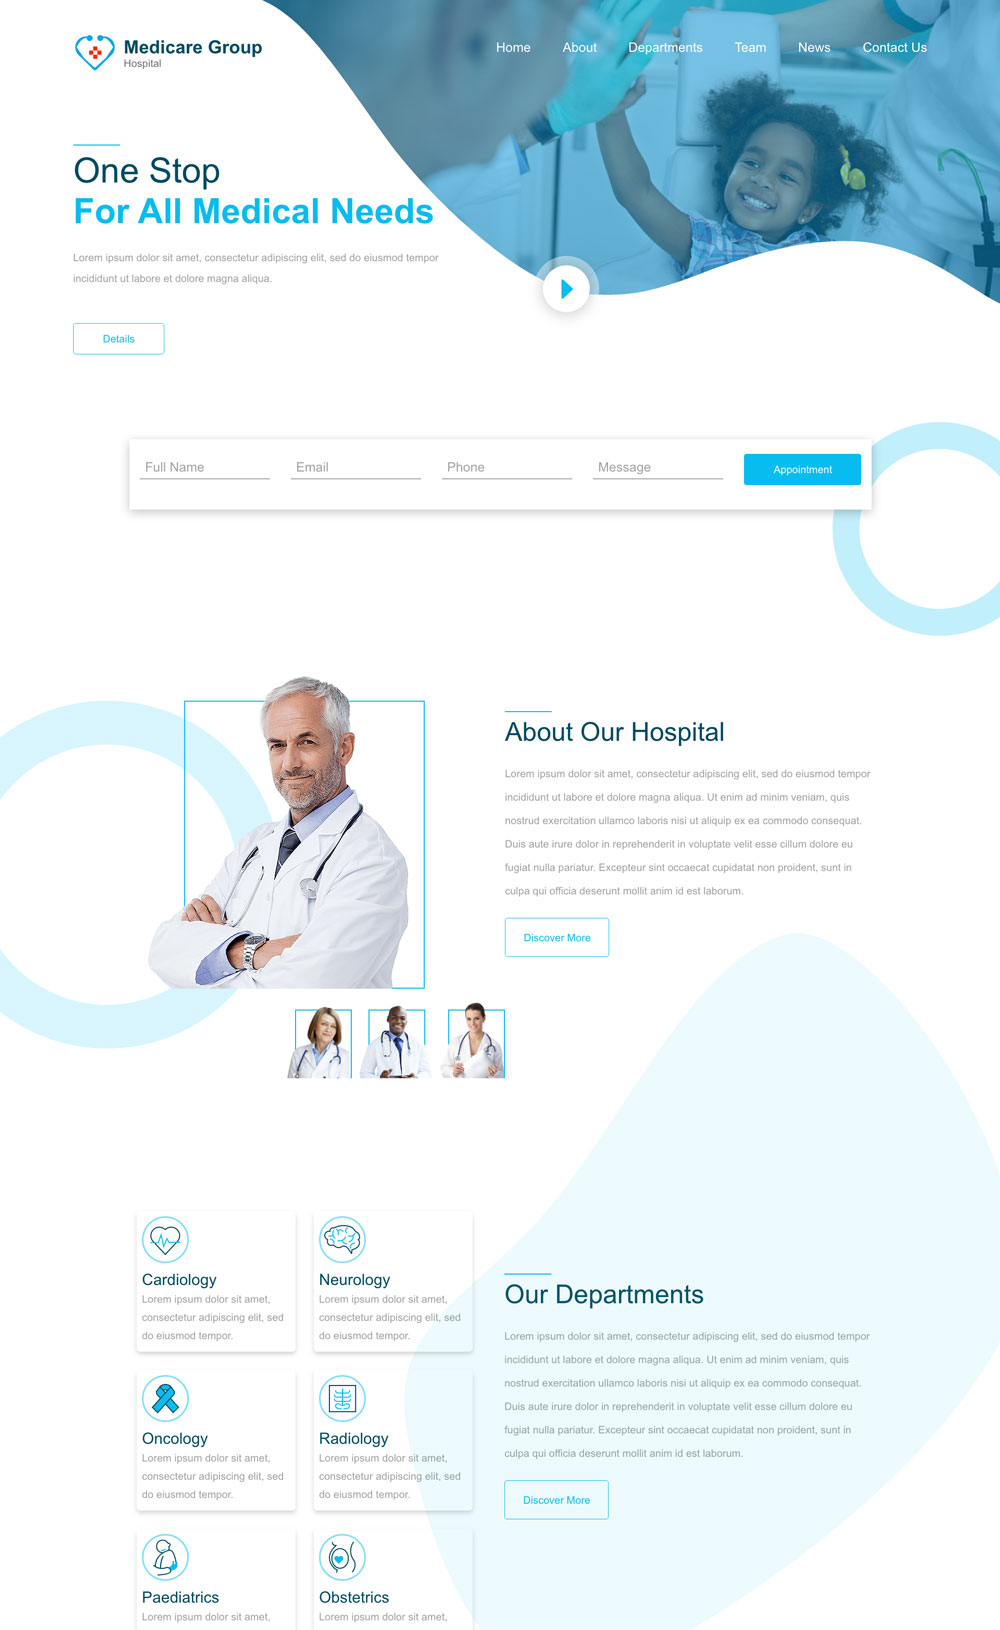 Medicare Group
Hospital
Home About Departments Team News Contact Us
One Stop
For All Medical Needs
Lorem ipsum dolor sit amet, consectetur adipiscing elit, sed do eiusmod tempor
incididunt ut labore et dolore magna aliqua.
Details
Full Name Email Phone Message Appointment
About Our Hospital
Lorem ipsum dolor sit amet, consectetur adipiscing elit, sed do eiusmod tempor
incididunt ut labore et dolore magna aliqua. Ut enim ad minim veniam, quis
nostrud exercitation ullamco laboris nisi ut aliquip ex ea commodo consequat.
Duis aute irure dolor in reprehenderit in voluptate velit esse cillum dolore eu
fugiat nulla pariatur. Excepteur sint occaecat cupidatat non proident, sunt in
culpa qui officia deserunt mollit anim id est laborum.
Discover More
Cardiology
Lorem ipsum dolor sit amet,
consectetur adipiscing elit, sed
do eiusmod tempor.
Neurology
Lorem ipsum dolor sit amet,
consectetur adipiscing elit, sed
do eiusmod tempor.
Oncology
Lorem ipsum dolor sit amet,
consectetur adipiscing elit, sed
do eiusmod tempor.
Radiology
Lorem ipsum dolor sit amet,
consectetur adipiscing elit, sed
do eiusmod tempor.
Paediatrics
Lorem ipsum dolor sit amet,
Obstetrics
Lorem ipsum dolor sit amet,
Our Departments
Lorem ipsum dolor sit amet, consectetur adipiscing elit, sed do eiusmod tempor
incididunt ut labore et dolore magna aliqua. Ut enim ad minim veniam, quis
nostrud exercitation ullamco laboris nisi ut aliquip ex ea commodo consequat.
Duis aute irure dolor in reprehenderit in voluptate velit esse cillum dolore eu
fugiat nulla pariatur. Excepteur sint occaecat cupidatat non proident, sunt in
culpa qui officia deserunt mollit anim id est laborum.
Discover More